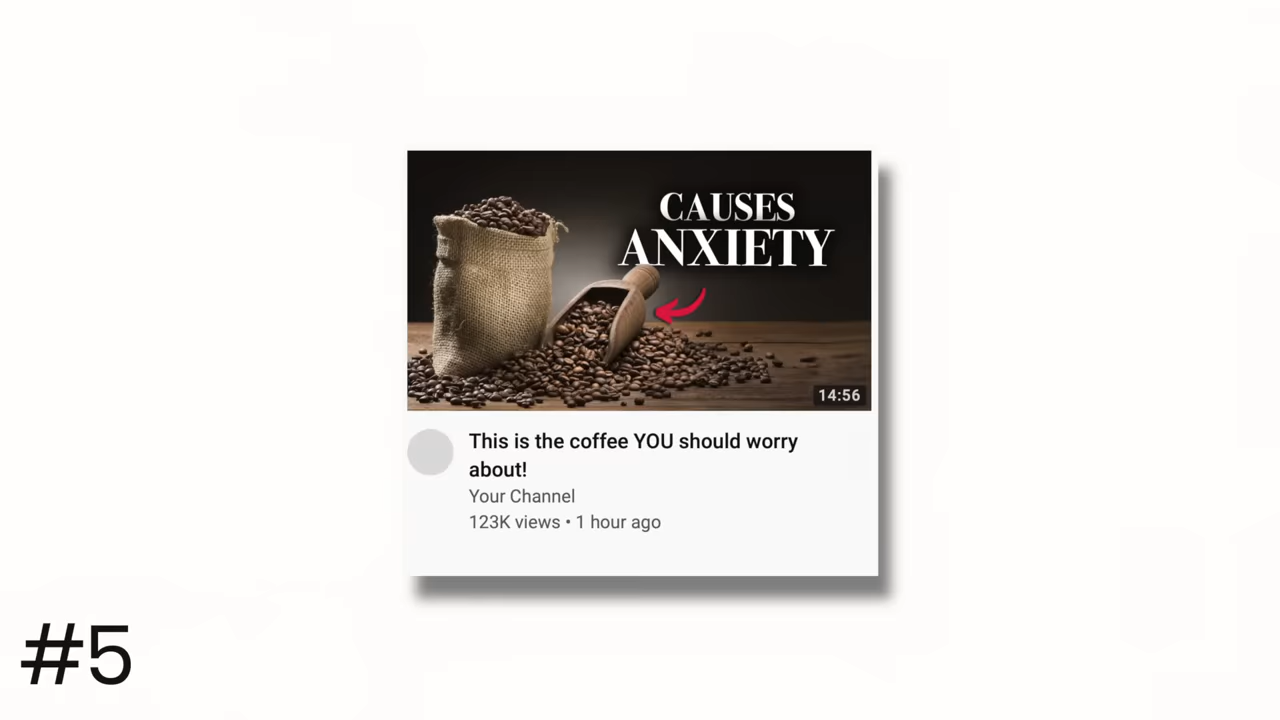 CAUSES
ANXIETY
14:56
This is the coffee YOU should worry
about!
Your Channel
123K views • 1 hour ago
#5